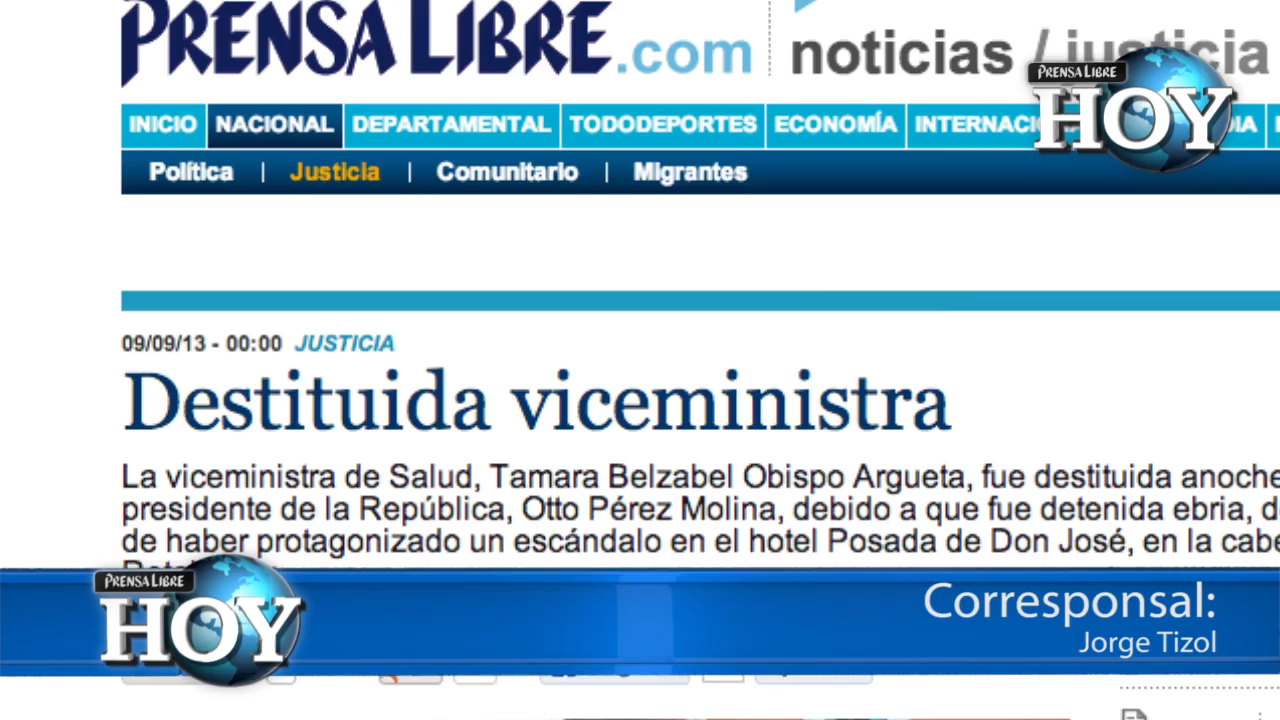 PRENSA LIBRE.com
noticias / justicia
PRENSA LIBRE
HOY
INICIO NACIONAL DEPARTAMENTAL TODODEPORTES ECONOMÍA
Política | Justicia | Comunitario | Migrantes
09/09/13 - 00:00 JUSTICIA
Destituida viceministra
La viceministra de Salud, Tamara Belzabel Obispo Argueta, fue destituida anoche
presidente de la República, Otto Pérez Molina, debido a que fue detenida ebria,
de haber protagonizado un escándalo en el hotel Posada de Don José, en la
PRENSA LIBRE
HOY
Corresponsal:
Jorge Tizol